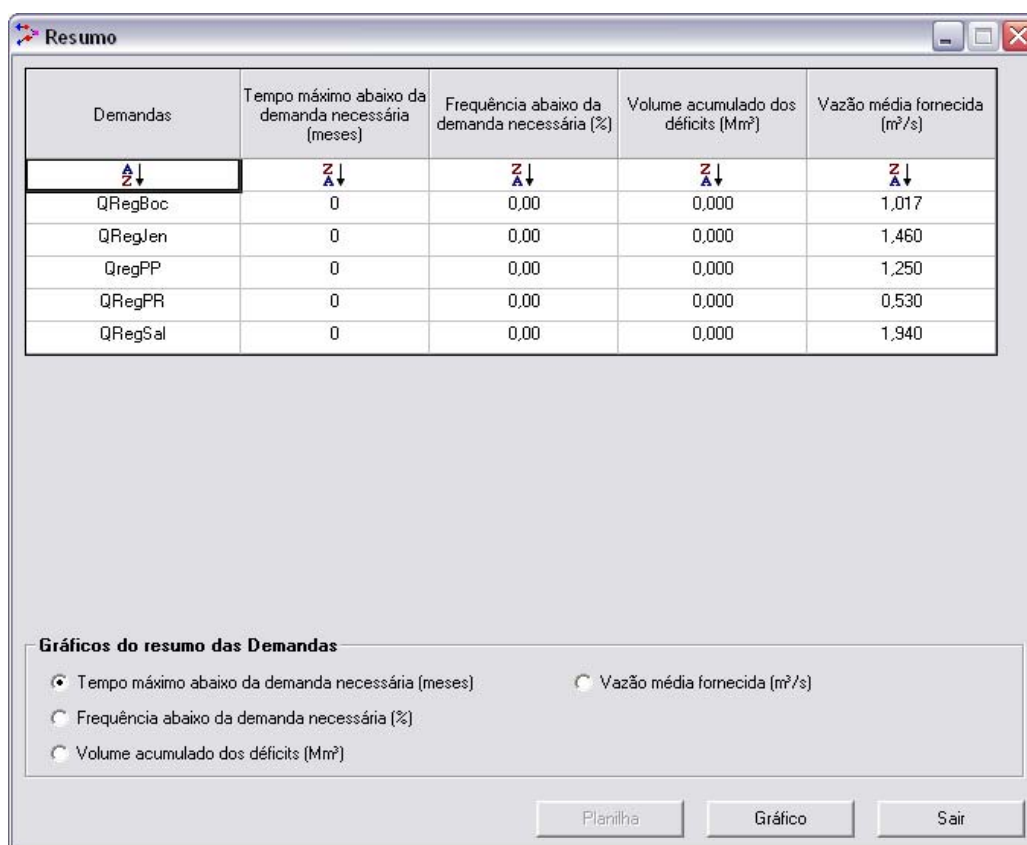 Resumo
Demandas
Tempo máximo abaixo da demanda necessária (meses)
Frequência abaixo da demanda necessária (%)
Volume acumulado dos déficits (Mm³)
Vazão média fornecida (m³/s)
A Z Z A Z A Z A Z A
QRegBoc 0 0,00 0,000 1,017
QRegJen 0 0,00 0,000 1,460
QregPP 0 0,00 0,000 1,250
QRegPR 0 0,00 0,000 0,530
QRegSal 0 0,00 0,000 1,940
Gráficos do resumo das Demandas
Tempo máximo abaixo da demanda necessária (meses) Vazão média fornecida (m³/s)
Frequência abaixo da demanda necessária (%)
Volume acumulado dos déficits (Mm³)
Planilha Gráfico Sair